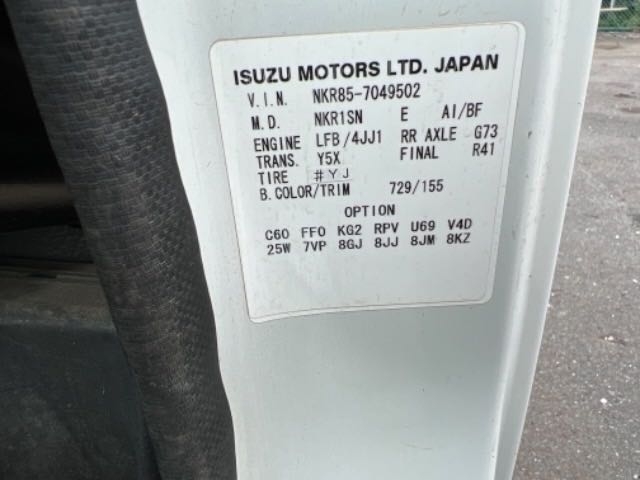 ISUZU MOTORS LTD. JAPAN
V.I.N. NKR85-7049502
M.D. NKR1SN E AI/BF
ENGINE LFB/4JJ1 RR AXLE G73
TRANS. Y5X FINAL R41
TIRE #YJ
B.COLOR/TRIM 729/155
OPTION
C60 FFO KG2 RPV U69 V4D
25W 7VP 8GJ 8JJ 8JM 8KZ